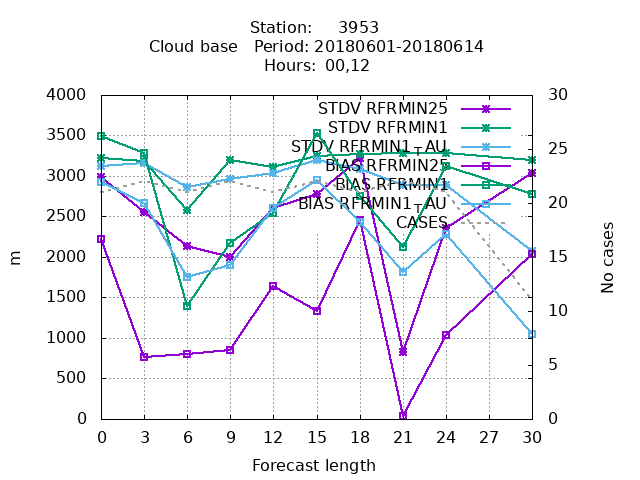 Station: 3953
Cloud base Period: 20180601-20180614
Hours: 00,12
4000
3500
3000
2500
2000
1500
1000
500
0
m
30
25
20
15
10
5
0
No cases
STDV RFRMIN25
STDV RFRMIN1
STDV RFRMIN1_AU
BIAS RFRMIN25
BIAS RFRMIN1
BIAS RFRMIN1_AU
CASES
0 3 6 9 12 15 18 21 24 27 30
Forecast length